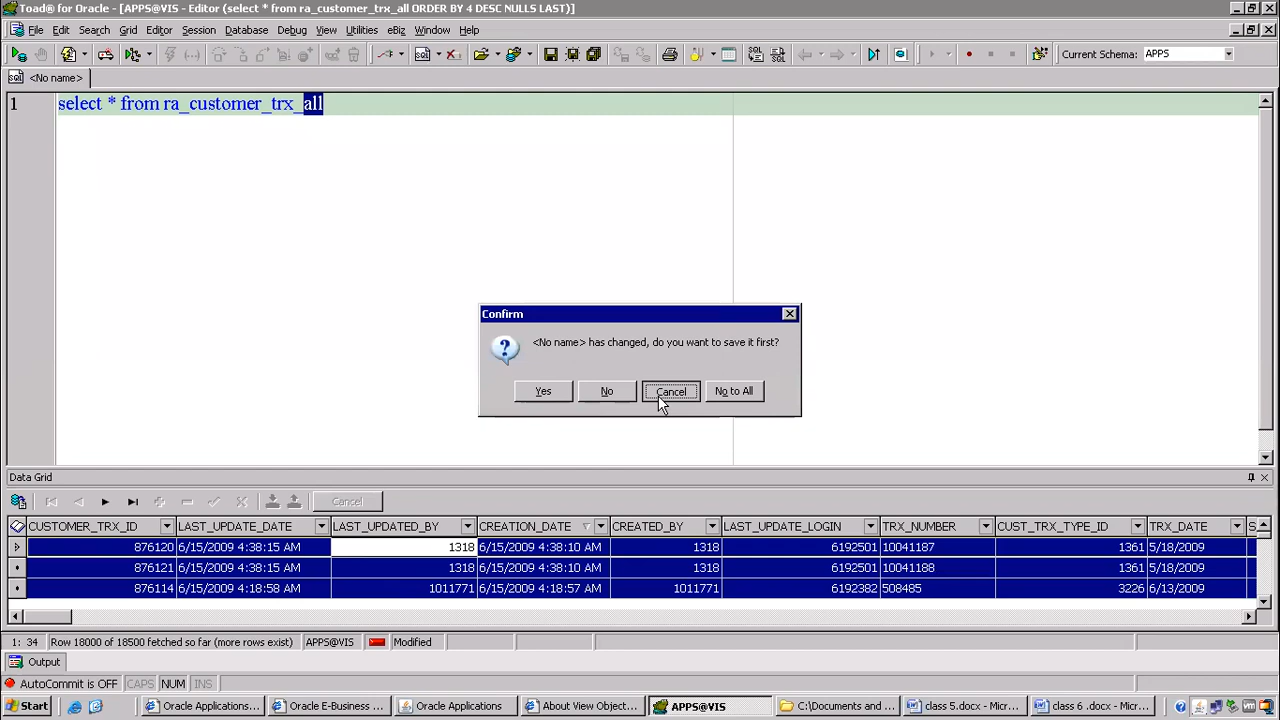 Toad® for Oracle - [APPS@VIS - Editor (select * from ra_customer_trx_all ORDER BY 4 DESC NULLS LAST)]
File Edit Search Grid Editor Session Database Debug View Utilities eBiz Window Help
Current Schema: APPS
<No name>
1 select * from ra_customer_trx_all
Confirm
<No name> has changed, do you want to save it first?
Yes No Cancel No to All
Data Grid
Cancel
CUSTOMER_TRX_ID LAST_UPDATE_DATE LAST_UPDATED_BY CREATION_DATE CREATED_BY LAST_UPDATE_LOGIN TRX_NUMBER CUST_TRX_TYPE_ID TRX_DATE S
876120 6/15/2009 4:38:15 AM 1318 6/15/2009 4:38:10 AM 1318 6192501 10041187 1361 5/18/2009
876121 6/15/2009 4:38:15 AM 1318 6/15/2009 4:38:10 AM 1318 6192501 10041188 1361 5/18/2009
876114 6/15/2009 4:18:58 AM 1011771 6/15/2009 4:18:57 AM 1011771 6192382 508485 3226 6/13/2009
1: 34 Row 18000 of 18500 fetched so far (more rows exist) APPS@VIS Modified
Output
AutoCommit is OFF CAPS NUM INS
Start Oracle Applications... Oracle E-Business ... Oracle Applications About View Object... APPS@VIS C:\Documents and ... class 5.docx - Micr... class 6 .docx - Micr...